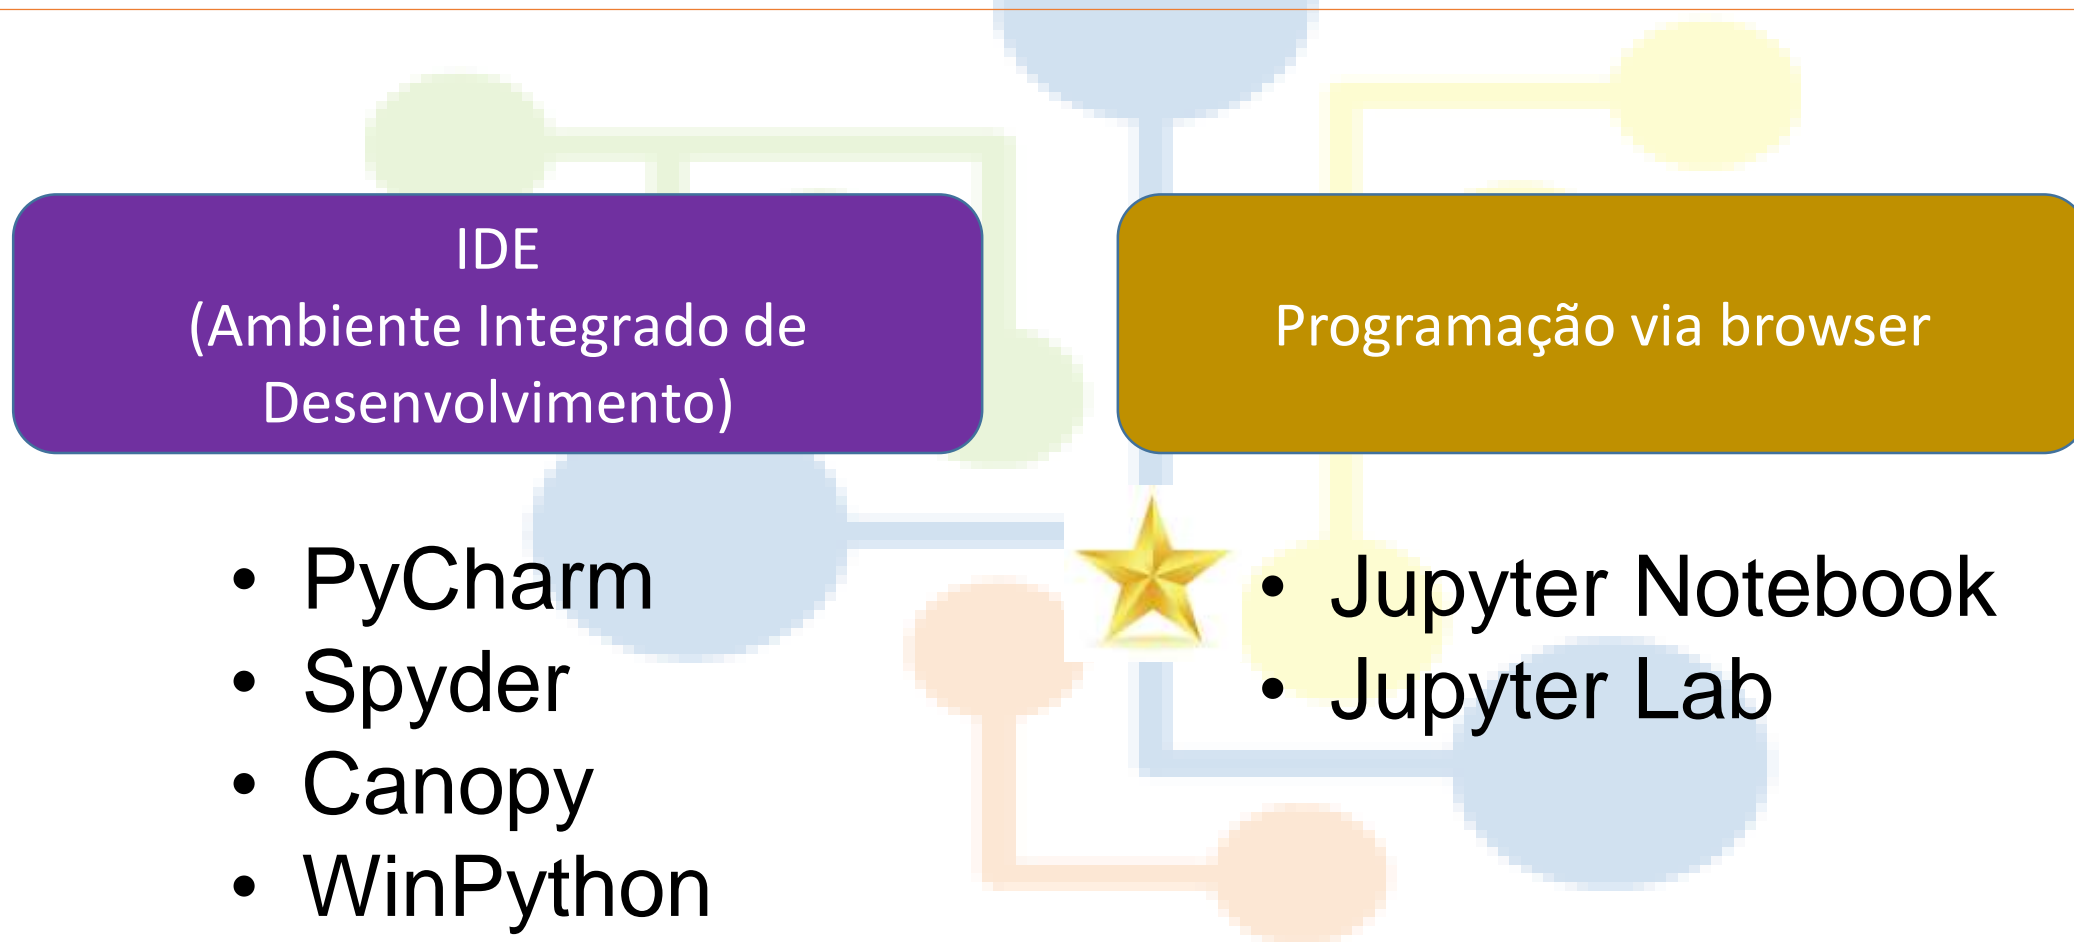 IDE
(Ambiente Integrado de
Desenvolvimento)
• PyCharm
• Spyder
• Canopy
• WinPython
Programação via browser
• Jupyter Notebook
• Jupyter Lab